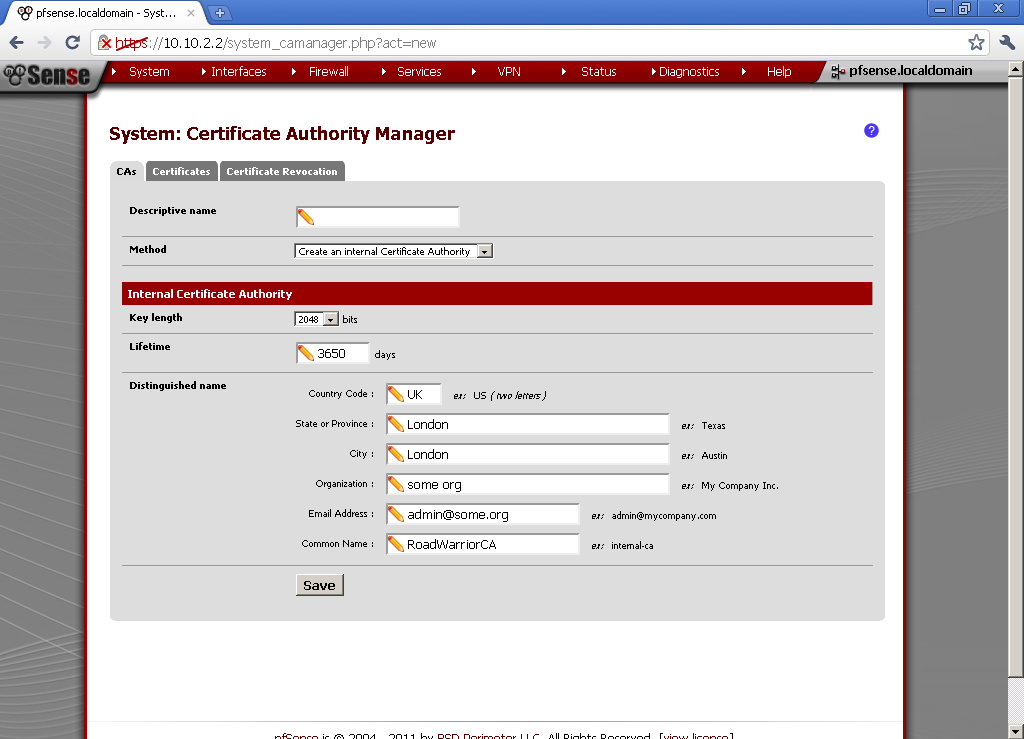 pfsense.localdomain - Syst...
https://10.10.2.2/system_camanager.php?act=new
Sense System Interfaces Firewall Services VPN Status Diagnostics Help pfsense.localdomain
System: Certificate Authority Manager ?
CAs Certificates Certificate Revocation
Descriptive name
Method Create an internal Certificate Authority
Internal Certificate Authority
Key length 2048 bits
Lifetime 3650 days
Distinguished name
Country Code : UK ex: US ( two letters )
State or Province : London ex: Texas
City : London ex: Austin
Organization : some org ex: My Company Inc.
Email Address : admin@some.org ex: admin@mycompany.com
Common Name : RoadWarriorCA ex: internal-ca
Save
pfSense is © 2004 - 2011 by BSD Perimeter LLC. All Rights Reserved. [view license]